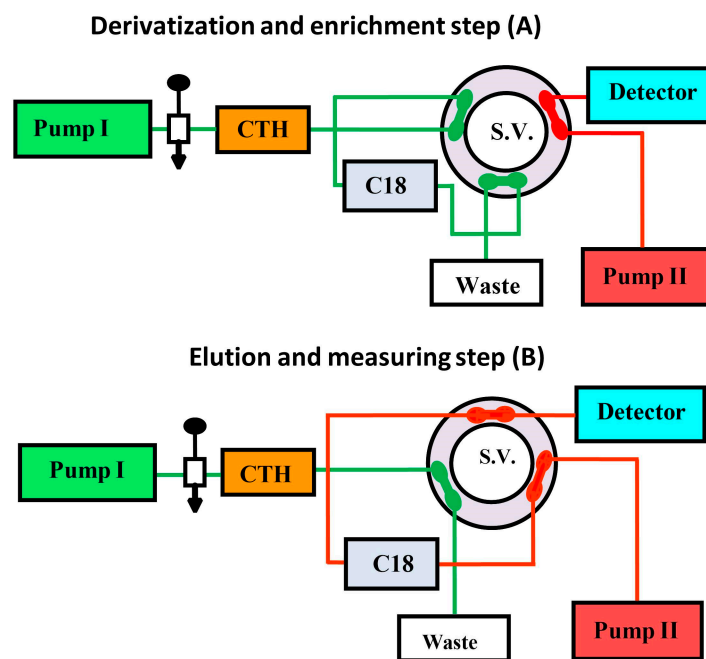 Derivatization and enrichment step (A)
Pump I
CTH
S.V.
Detector
C18
Waste
Pump II
Elution and measuring step (B)
Pump I
CTH
S.V.
Detector
C18
Waste
Pump II